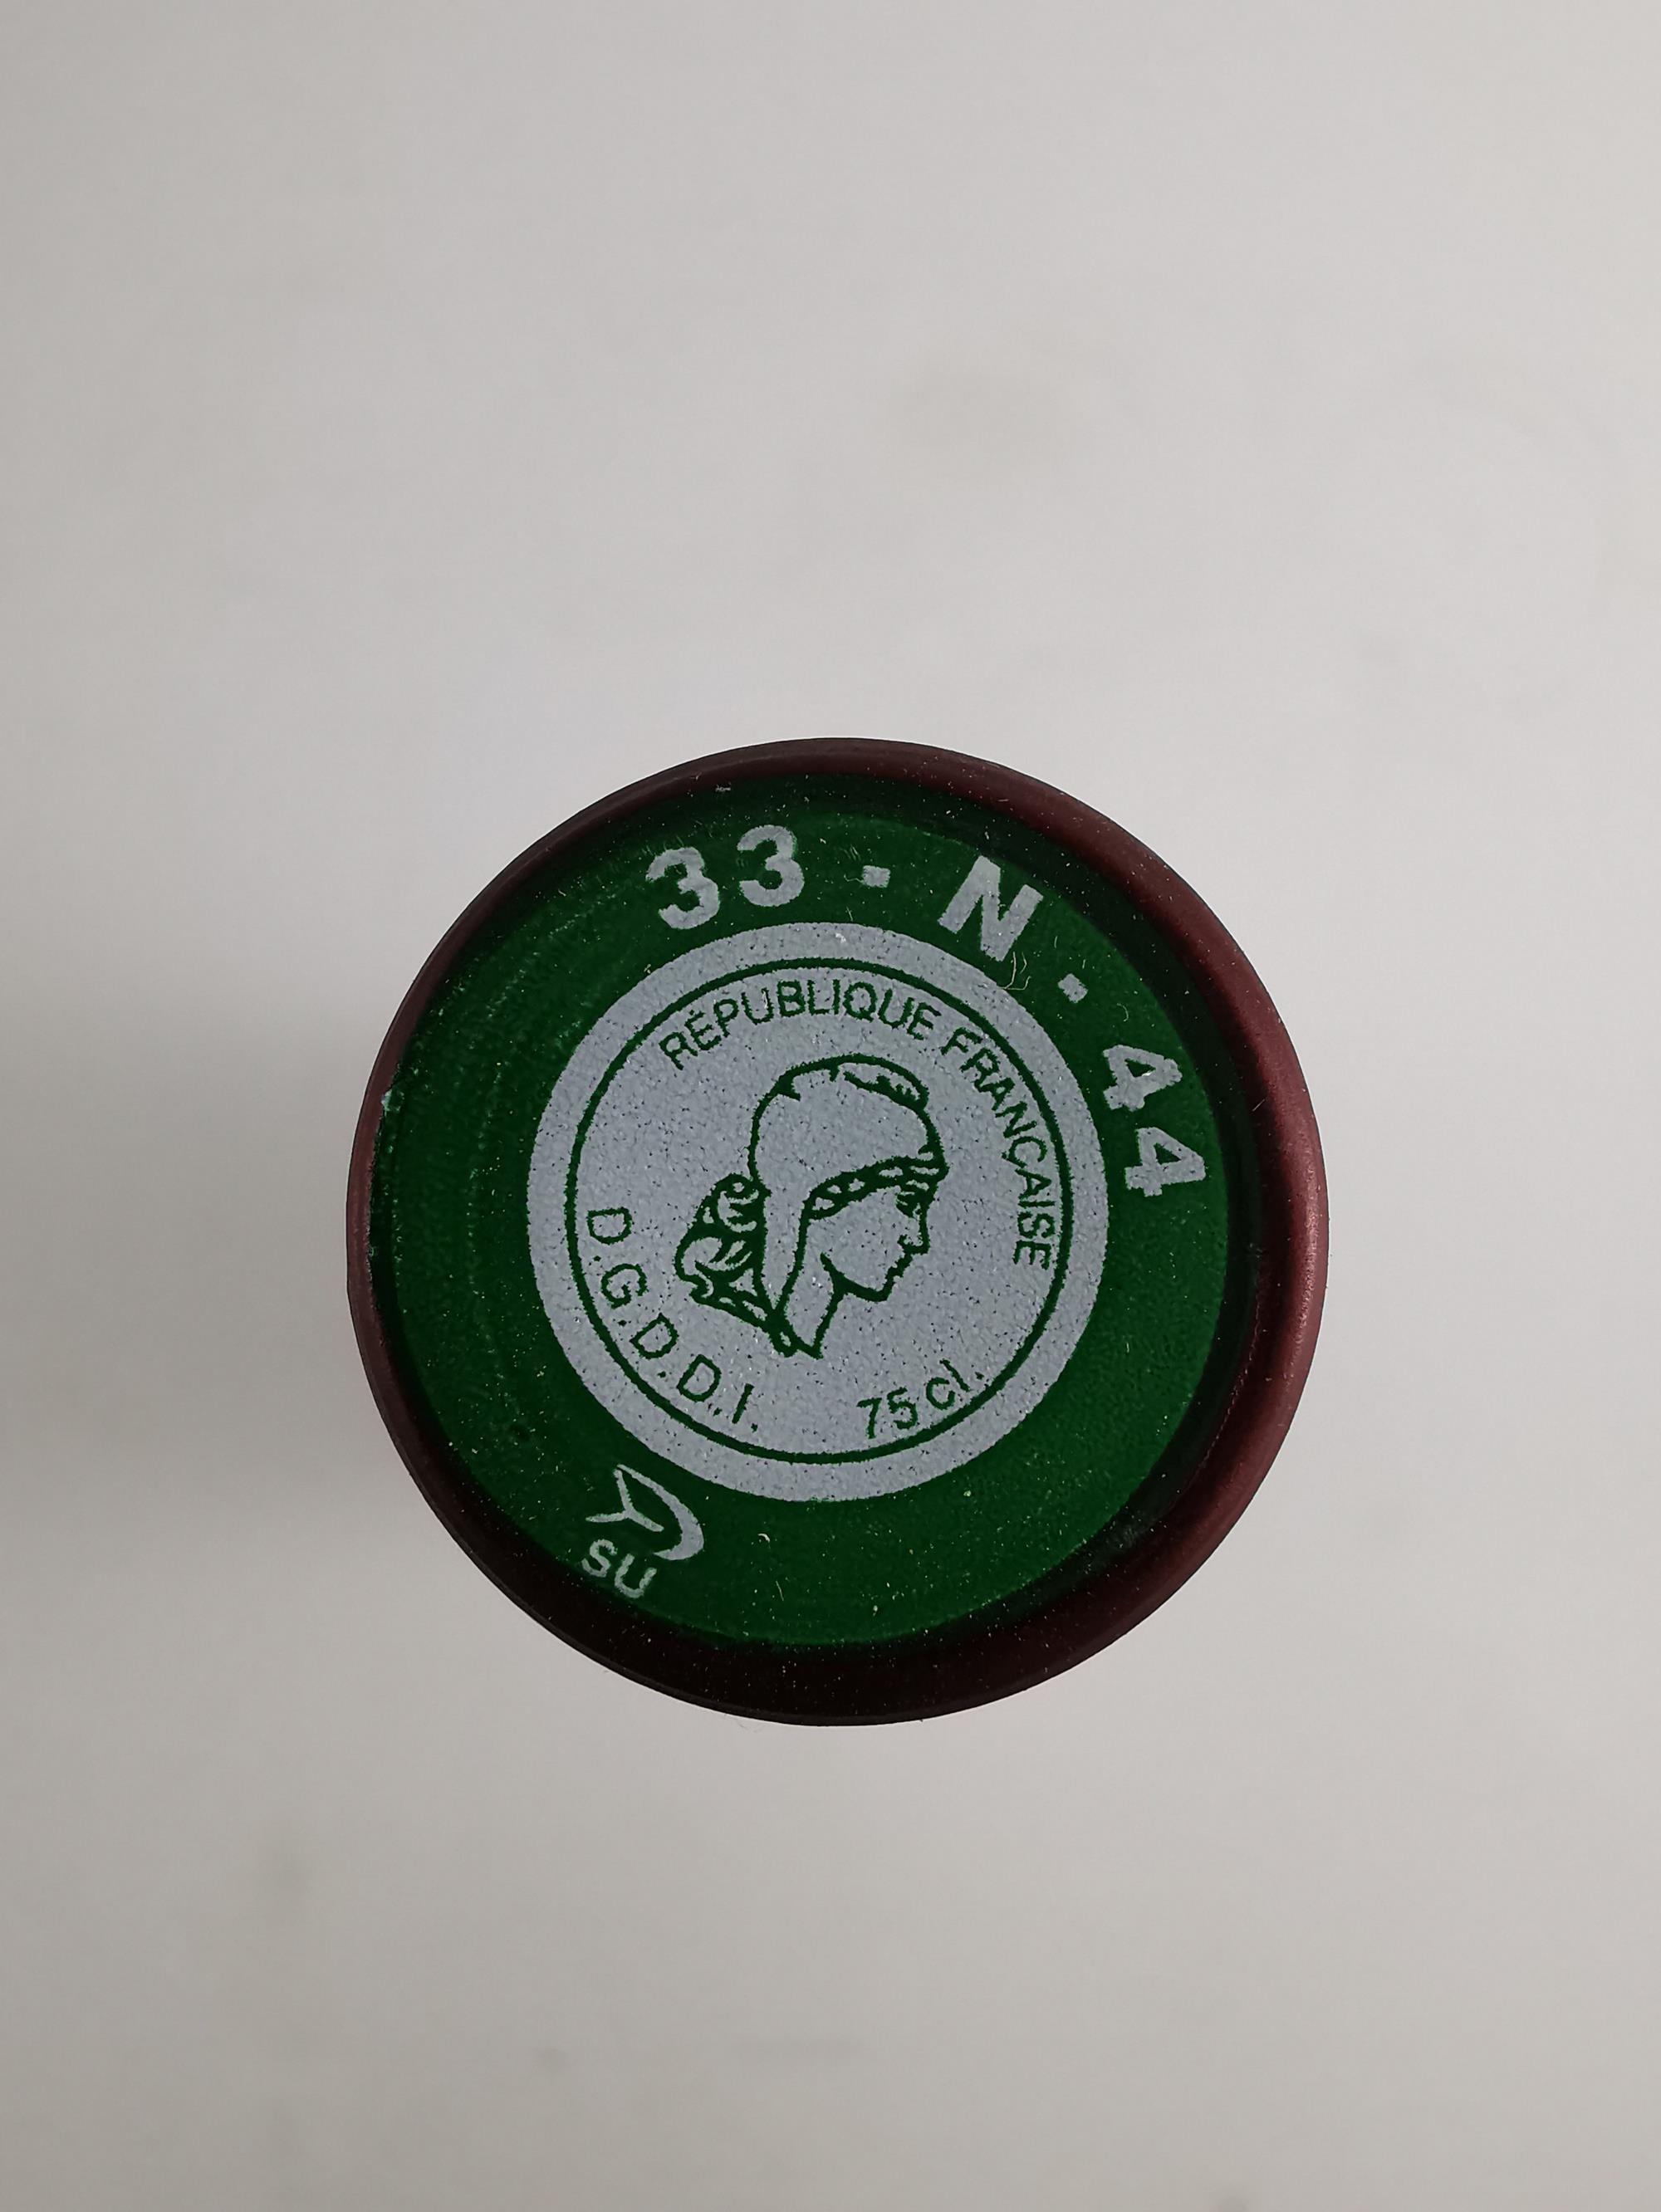 33 · N · 44
RÉPUBLIQUE FRANÇAISE
D.G.D.D.I.
75 cl.
SU